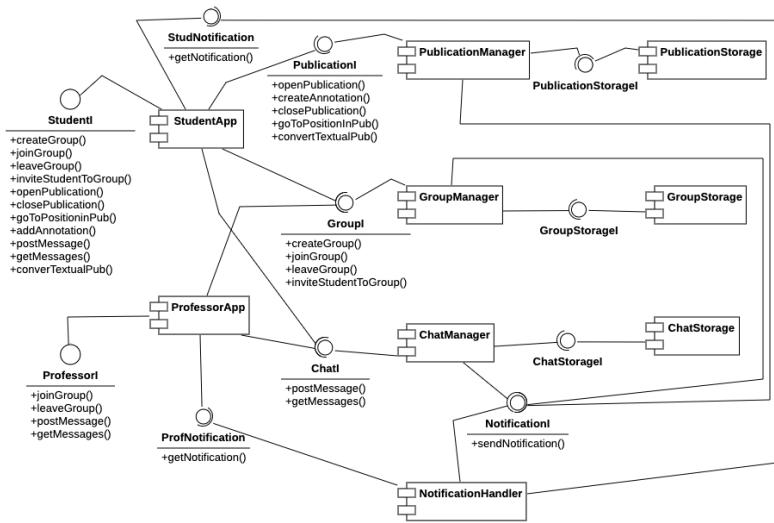 StudNotification
+getNotification()
PublicationI
+openPublication()
+createAnnotation()
+closePublication()
+goToPositionInPub()
+convertTextualPub()
PublicationManager
PublicationStorageI
PublicationStorage
StudentI
+createGroup()
+joinGroup()
+leaveGroup()
+inviteStudentToGroup()
+openPublication()
+closePublication()
+goToPositioninPub()
+addAnnotation()
+postMessage()
+getMessages()
+converTextualPub()
StudentApp
GroupI
+createGroup()
+joinGroup()
+leaveGroup()
+inviteStudentToGroup()
GroupManager
GroupStorageI
GroupStorage
ProfessorApp
ProfessorI
+joinGroup()
+leaveGroup()
+postMessage()
+getMessages()
ChatI
+postMessage()
+getMessages()
ChatManager
ChatStorageI
ChatStorage
ProfNotification
+getNotification()
NotificationI
+sendNotification()
NotificationHandler